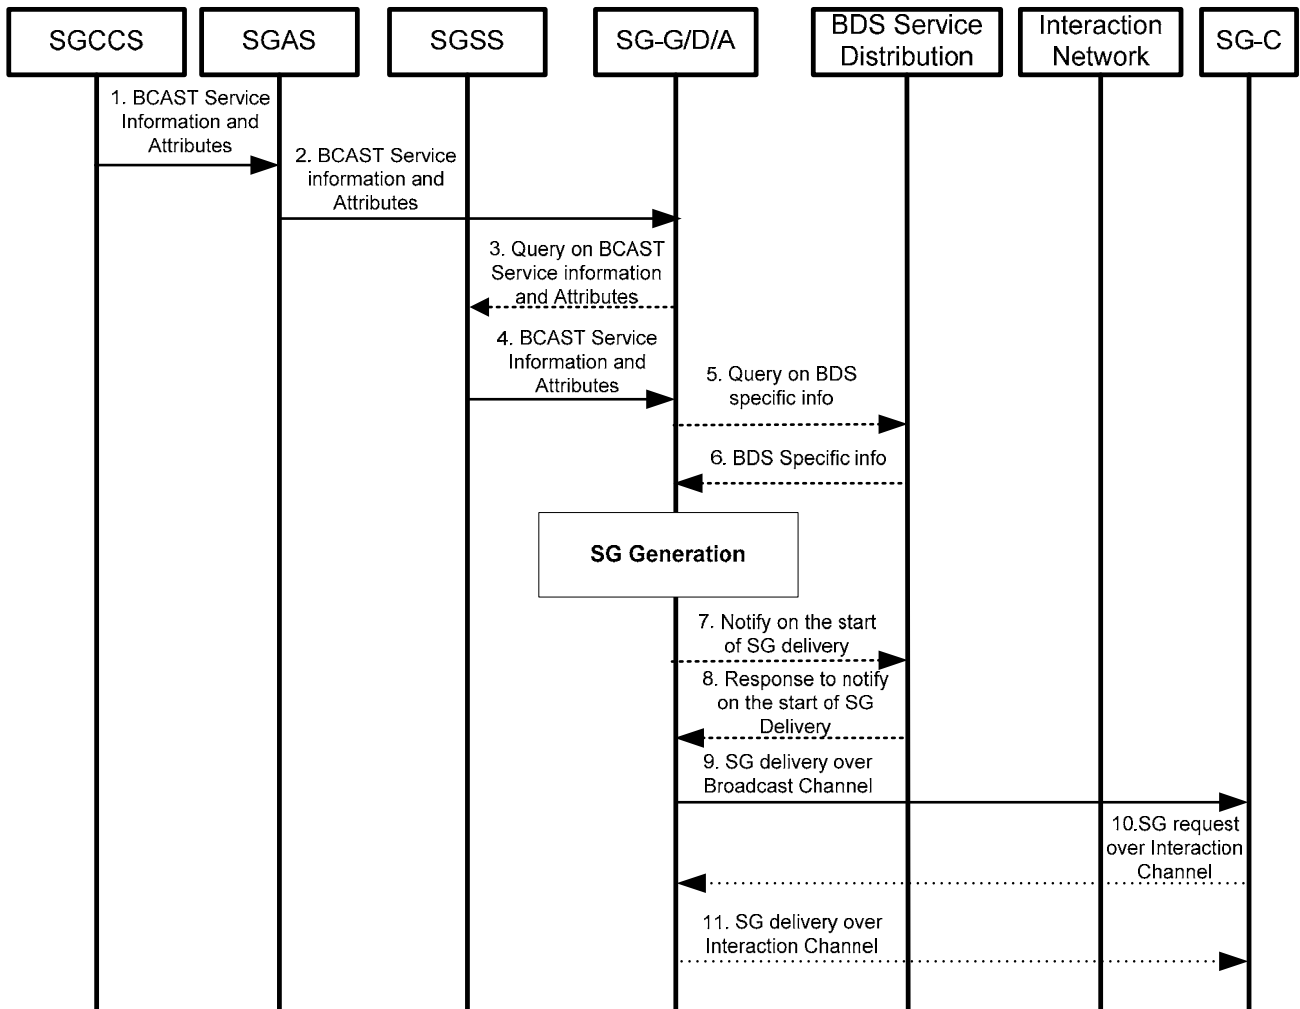 SGCCS
SGAS
SGSS
SG-G/D/A
BDS Service
Distribution
Interaction
Network
SG-C
1. BCAST Service
Information and
Attributes
2. BCAST Service
information and
Attributes
3. Query on BCAST
Service information
and Attributes
4. BCAST Service
Information and
Attributes
5. Query on BDS
specific info
6. BDS Specific info
SG Generation
7. Notify on the start
of SG delivery
8. Response to notify
on the start of SG
Delivery
9. SG delivery over
Broadcast Channel
10.SG request
over Interaction
Channel
11. SG delivery over
Interaction Channel